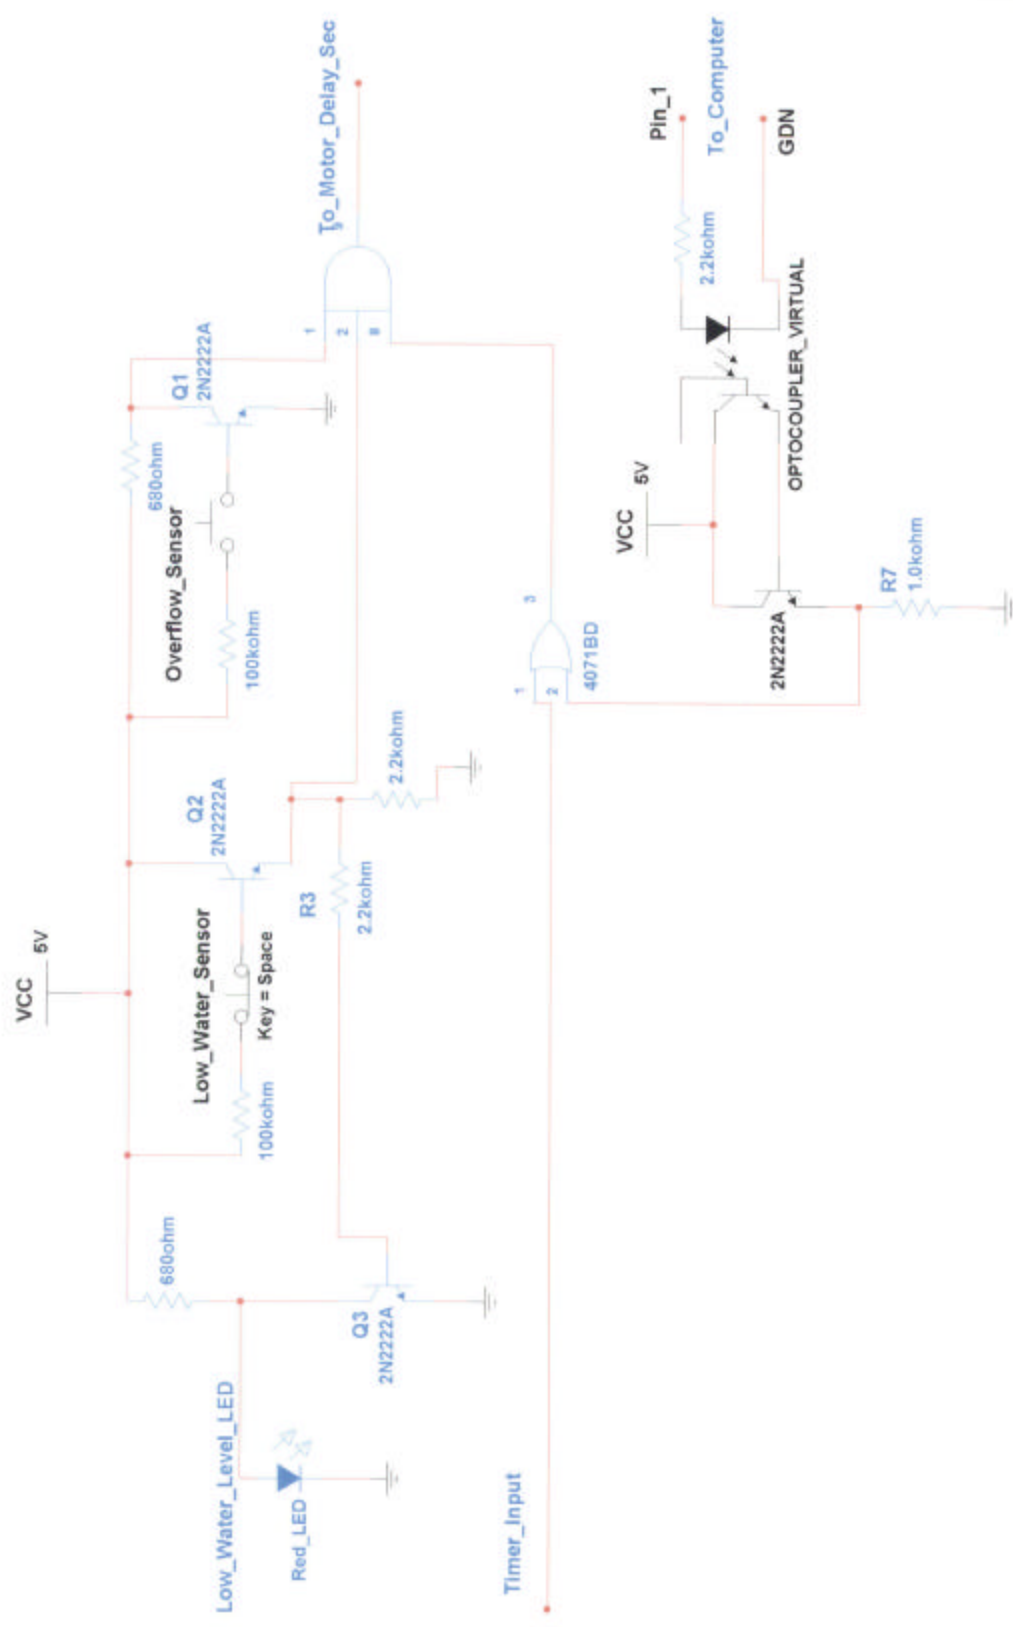 VCC
5V
680ohm
Low_Water_Level_LED
Red_LED
Q3
2N2222A
100kohm
Low_Water_Sensor
Key = Space
Q2
2N2222A
R3
2.2kohm
2.2kohm
100kohm
Overflow_Sensor
680ohm
Q1
2N2222A
1
2
8
To_Motor_Delay_Sec
Timer_Input
1
2
3
4071BD
VCC
5V
2N2222A
R7
1.0kohm
OPTOCOUPLER_VIRTUAL
2.2kohm
Pin_1
To_Computer
GDN